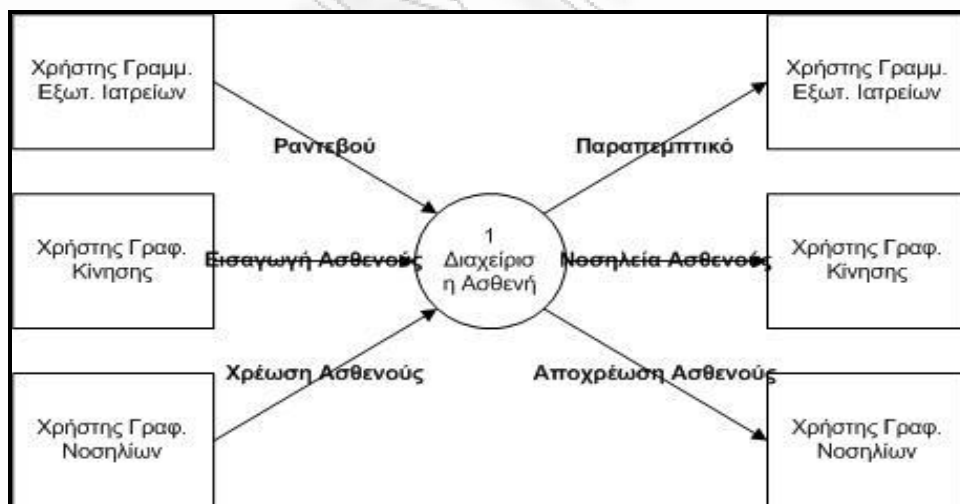 Χρήστης Γραμμ.
Εξωτ. Ιατρείων
Χρήστης Γραμμ.
Εξωτ. Ιατρείων
Ραντεβού
Παραπεμπτικό
Χρήστης Γραφ.
Κίνησης
Εισαγωγή Ασθενούς
1
Διαχείρισ
η Ασθενή
Νοσηλεία Ασθενούς
Χρήστης Γραφ.
Κίνησης
Χρέωση Ασθενούς
Αποχρέωση Ασθενούς
Χρήστης Γραφ.
Νοσηλίων
Χρήστης Γραφ.
Νοσηλίων